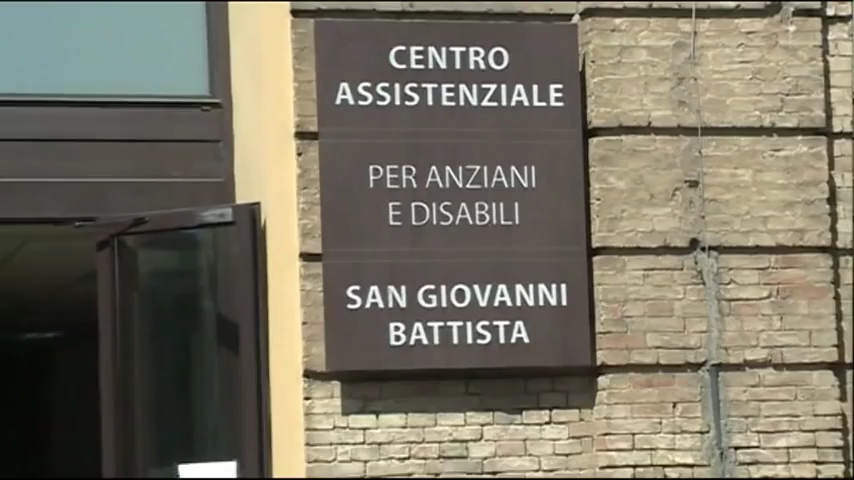 CENTRO
ASSISTENZIALE
PER ANZIANI
E DISABILI
SAN GIOVANNI
BATTISTA